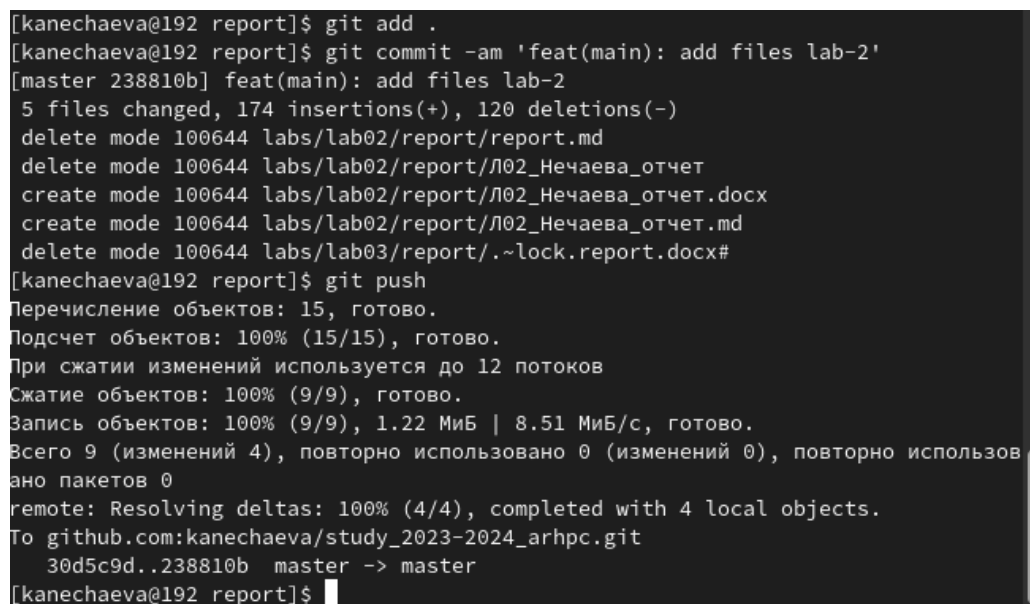 [kanechaeva@192 report]$ git add .
[kanechaeva@192 report]$ git commit -am 'feat(main): add files lab-2'
[master 238810b] feat(main): add files lab-2
 5 files changed, 174 insertions(+), 120 deletions(-)
 delete mode 100644 labs/lab02/report/report.md
 delete mode 100644 labs/lab02/report/Л02_Нечаева_отчет
 create mode 100644 labs/lab02/report/Л02_Нечаева_отчет.docx
 create mode 100644 labs/lab02/report/Л02_Нечаева_отчет.md
 delete mode 100644 labs/lab03/report/.~lock.report.docx#
[kanechaeva@192 report]$ git push
Перечисление объектов: 15, готово.
Подсчет объектов: 100% (15/15), готово.
При сжатии изменений используется до 12 потоков
Сжатие объектов: 100% (9/9), готово.
Запись объектов: 100% (9/9), 1.22 МиБ | 8.51 МиБ/с, готово.
Всего 9 (изменений 4), повторно использовано 0 (изменений 0), повторно использов
ано пакетов 0
remote: Resolving deltas: 100% (4/4), completed with 4 local objects.
To github.com:kanechaeva/study_2023-2024_arhpc.git
   30d5c9d..238810b  master -> master
[kanechaeva@192 report]$